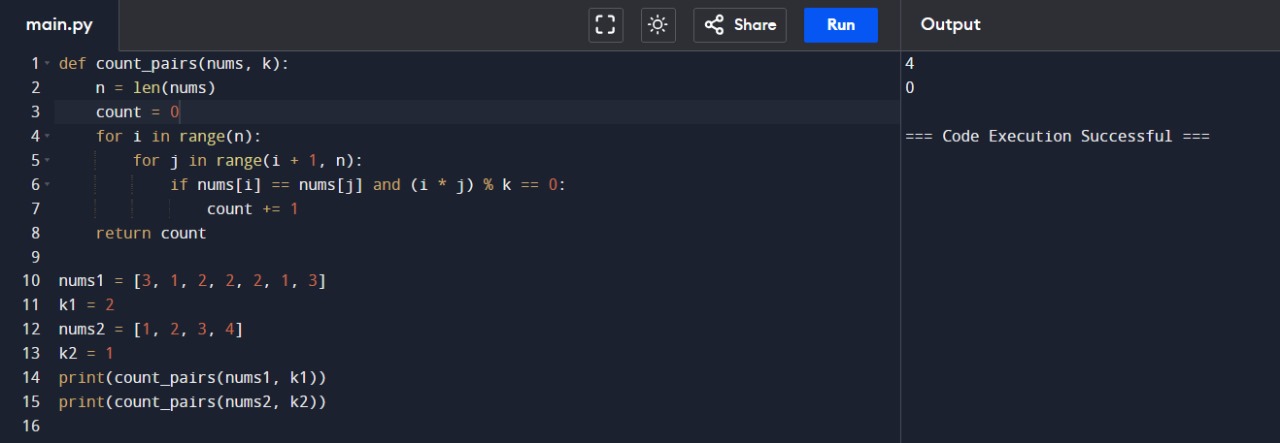 main.py
Share
Run
Output
1 def count_pairs(nums, k):
2     n = len(nums)
3     count = 0
4     for i in range(n):
5         for j in range(i + 1, n):
6             if nums[i] == nums[j] and (i * j) % k == 0:
7                 count += 1
8     return count
9
10 nums1 = [3, 1, 2, 2, 2, 1, 3]
11 k1 = 2
12 nums2 = [1, 2, 3, 4]
13 k2 = 1
14 print(count_pairs(nums1, k1))
15 print(count_pairs(nums2, k2))
16
4
0
=== Code Execution Successful ===